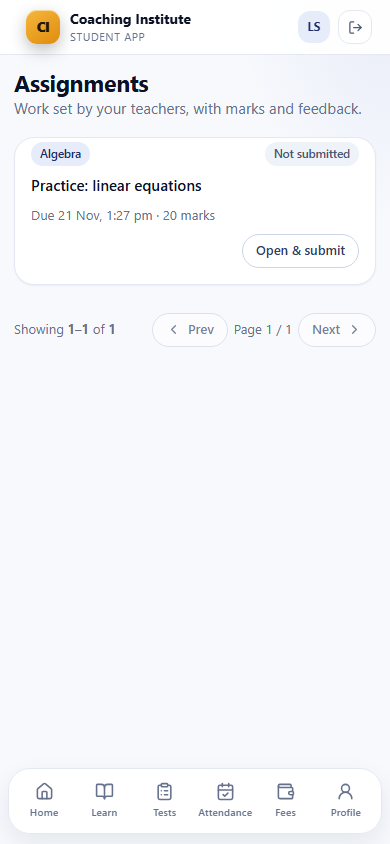 CI
Coaching Institute
STUDENT APP
LS
Assignments
Work set by your teachers, with marks and feedback.
Algebra
Not submitted
Practice: linear equations
Due 21 Nov, 1:27 pm · 20 marks
Open & submit
Showing 1–1 of 1
Prev
Page 1 / 1
Next
Home
Learn
Tests
Attendance
Fees
Profile